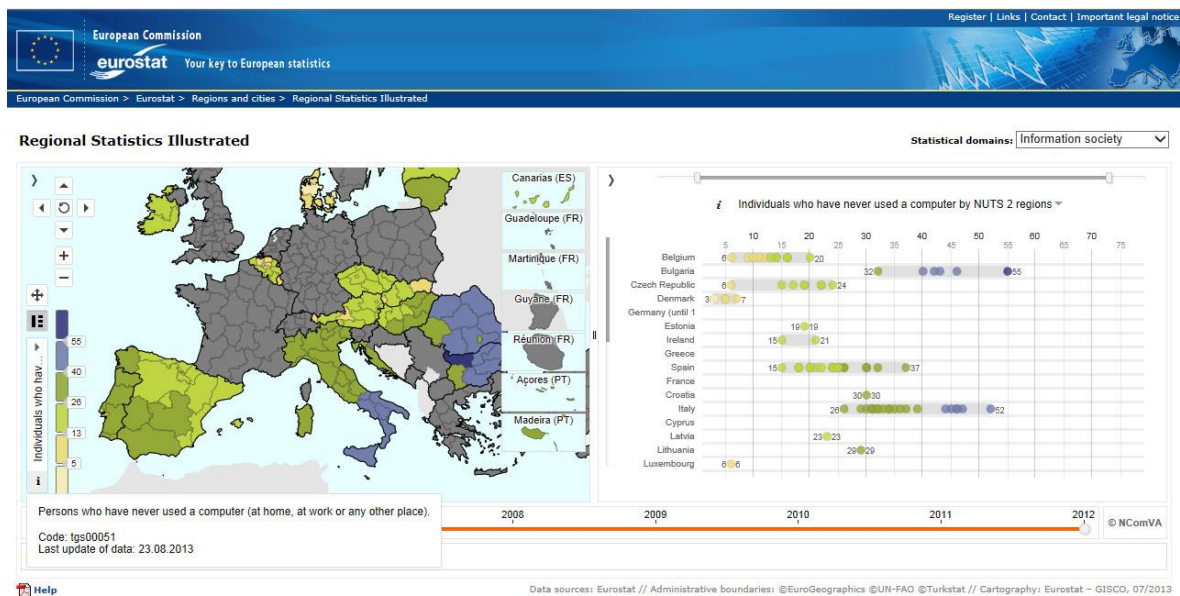 Register | Links | Contact | Important legal notice
European Commission
eurostat Your key to European statistics
European Commission > Eurostat > Regions and cities > Regional Statistics Illustrated
Regional Statistics Illustrated
Statistical domains: Information society
Canarias (ES)
Guadeloupe (FR)
Martinique (FR)
Guyane (FR)
Réunion (FR)
Açores (PT)
Madeira (PT)
55
40
26
13
5
Individuals who hav...
i
i Individuals who have never used a computer by NUTS 2 regions
10 20 30 40 50 60 70
5 15 25 35 45 55 65 75
Belgium 6 20
Bulgaria 32 55
Czech Republic 6 24
Denmark 3 7
Germany (until 1
Estonia 19 19
Ireland 15 21
Greece
Spain 15 37
France
Croatia 30 30
Italy 26 52
Cyprus
Latvia 23 23
Lithuania 29 29
Luxembourg 6 6
Persons who have never used a computer (at home, at work or any other place).
Code: tgs00051
Last update of data: 23.08.2013
2008 2009 2010 2011 2012
© NComVA
Help
Data sources: Eurostat // Administrative boundaries: ©EuroGeographics ©UN-FAO ©Turkstat // Cartography: Eurostat - GISCO, 07/2013